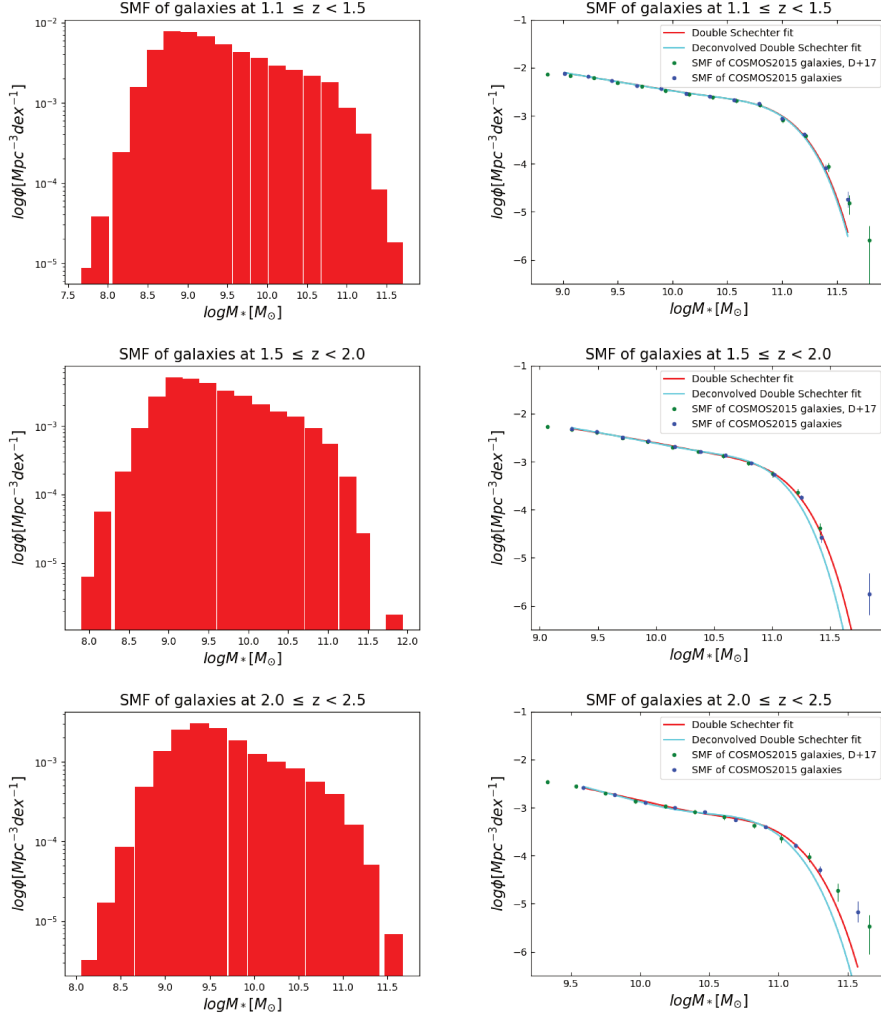 SMF of galaxies at 1.1 ≤ z < 1.5
10⁻²
10⁻³
10⁻⁴
10⁻⁵
logϕ[Mpc⁻³dex⁻¹]
7.5 8.0 8.5 9.0 9.5 10.0 10.5 11.0 11.5
logM*[M⊙]
SMF of galaxies at 1.1 ≤ z < 1.5
Double Schechter fit
Deconvolved Double Schechter fit
SMF of COSMOS2015 galaxies, D+17
SMF of COSMOS2015 galaxies
−1
−2
−3
−4
−5
−6
logϕ[Mpc⁻³dex⁻¹]
9.0 9.5 10.0 10.5 11.0 11.5
logM*[M⊙]
SMF of galaxies at 1.5 ≤ z < 2.0
10⁻³
10⁻⁴
10⁻⁵
logϕ[Mpc⁻³dex⁻¹]
8.0 8.5 9.0 9.5 10.0 10.5 11.0 11.5 12.0
logM*[M⊙]
SMF of galaxies at 1.5 ≤ z < 2.0
Double Schechter fit
Deconvolved Double Schechter fit
SMF of COSMOS2015 galaxies, D+17
SMF of COSMOS2015 galaxies
−1
−2
−3
−4
−5
−6
logϕ[Mpc⁻³dex⁻¹]
9.0 9.5 10.0 10.5 11.0 11.5
logM*[M⊙]
SMF of galaxies at 2.0 ≤ z < 2.5
10⁻³
10⁻⁴
10⁻⁵
logϕ[Mpc⁻³dex⁻¹]
8.0 8.5 9.0 9.5 10.0 10.5 11.0 11.5
logM*[M⊙]
SMF of galaxies at 2.0 ≤ z < 2.5
Double Schechter fit
Deconvolved Double Schechter fit
SMF of COSMOS2015 galaxies, D+17
SMF of COSMOS2015 galaxies
−1
−2
−3
−4
−5
−6
logϕ[Mpc⁻³dex⁻¹]
9.5 10.0 10.5 11.0 11.5
logM*[M⊙]